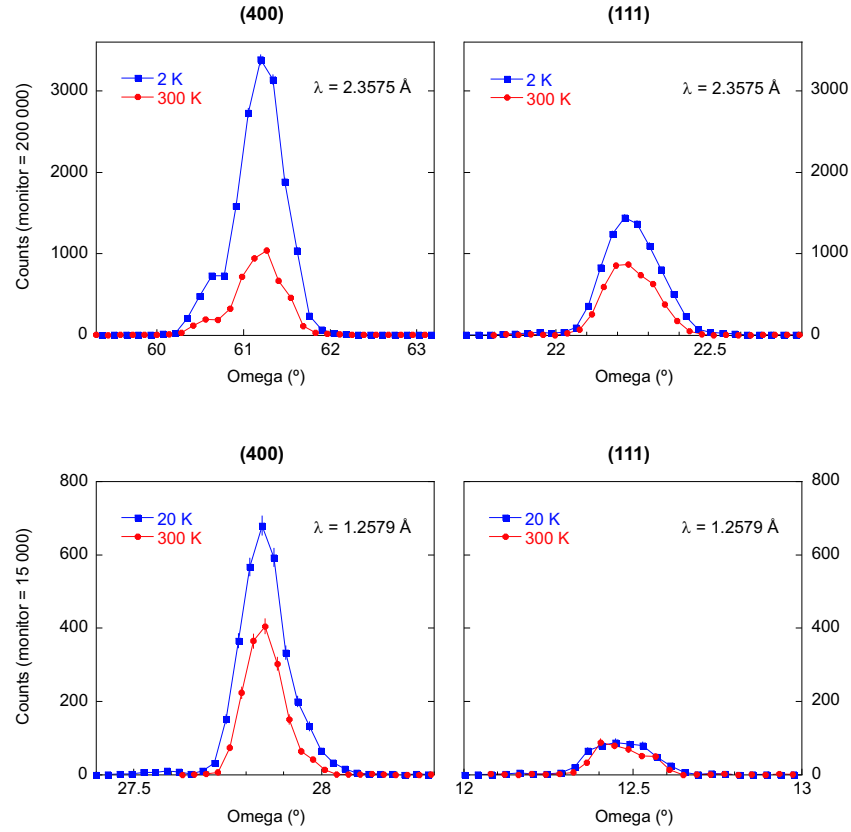 (400)
(111)
Counts (monitor = 200 000)
3000
2000
1000
0
2 K
300 K
λ = 2.3575 Å
60
61
62
63
Omega (º)
2 K
300 K
λ = 2.3575 Å
3000
2000
1000
0
22
22.5
Omega (º)
(400)
(111)
Counts (monitor = 15 000)
800
600
400
200
0
20 K
300 K
λ = 1.2579 Å
27.5
28
Omega (º)
20 K
300 K
λ = 1.2579 Å
800
600
400
200
0
12
12.5
13
Omega (º)